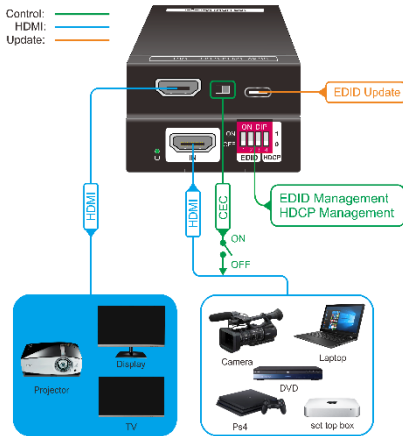 Control:
HDMI:
Update:
EDID Update
ON DIP
ON
OFF
1
0
IN
EDID
HDCP
HDMI
HDMI
CEC
EDID Management
HDCP Management
ON
OFF
Projector
Display
TV
Camera
Laptop
DVD
Ps4
set top box